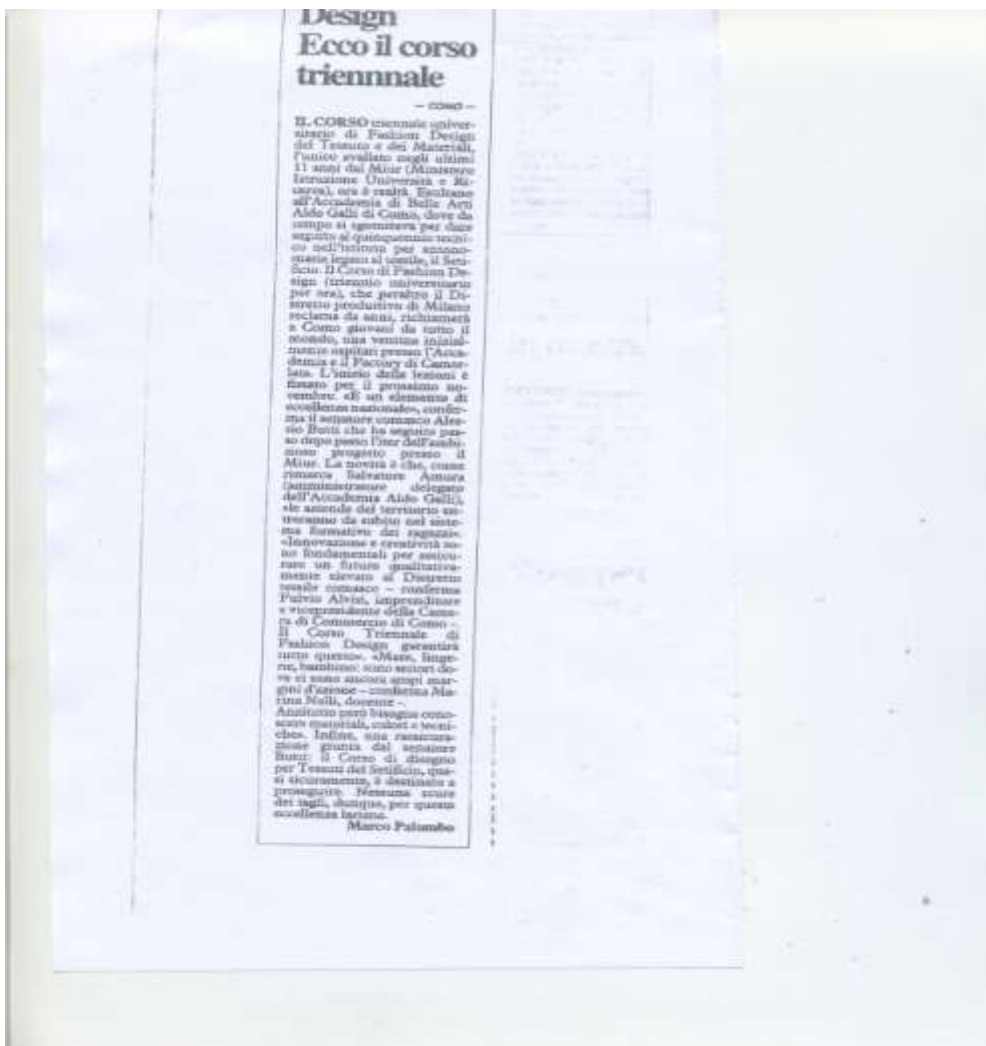 Design
Ecco il corso
triennnale
– COMO –
IL CORSO triennale univer-
sitario di Fashion Design
del Tessuto e dei Materiali,
l'unico avallato negli ultimi
11 anni dal Miur (Ministero
Istruzione Università e Ri-
cerca), ora è realtà. Esultano
all'Accademia di Belle Arti
Aldo Galli di Como, dove da
tempo si sgomitava per dare
seguito al quinquennio tecni-
co nell'istituto per antono-
masia legato al tessile, il Seti-
ficio. Il Corso di Fashion De-
sign (triennio universitario
per ora), che peraltro il Di-
stretto produttivo di Milano
reclama da anni, richiamerà
a Como giovani da tutto il
mondo, una ventina inizial-
mente ospitati presso l'Acca-
demia e il Factory di Camer-
lata. L'inizio delle lezioni è
fissato per il prossimo no-
vembre. «È un elemento di
eccellenza nazionale», confer-
ma il senatore comasco Ales-
sio Butti che ha seguito pas-
so dopo passo l'iter dell'ambi-
zioso progetto presso il
Miur. La novità è che, come
rimarca Salvatore Amura
(amministratore delegato
dell'Accademia Aldo Galli),
«le aziende del territorio en-
treranno da subito nel siste-
ma formativo dei ragazzi».
«Innovazione e creatività so-
no fondamentali per assicu-
rare un futuro qualitativa-
mente elevato al Distretto
tessile comasco – conferma
Fulvio Alvisi, imprenditore
e vicepresidente della Came-
ra di Commercio di Como -.
Il Corso Triennale di
Fashion Design garantirà
tutto questo». «Mare, linge-
rie, bambino: sono settori do-
ve ci sono ancora ampi mar-
gini d'azione – conferma Ma-
rina Nelli, docente -.
Anzitutto però bisogna cono-
scere materiali, colori e tecni-
che». Infine, una rassicura-
zione giunta dal senatore
Butti: il Corso di disegno
per Tessuti del Setificio, qua-
si sicuramente, è destinato a
proseguire. Nessuna scure
dei tagli, dunque, per questa
eccellenza lariana.
Marco Palumbo